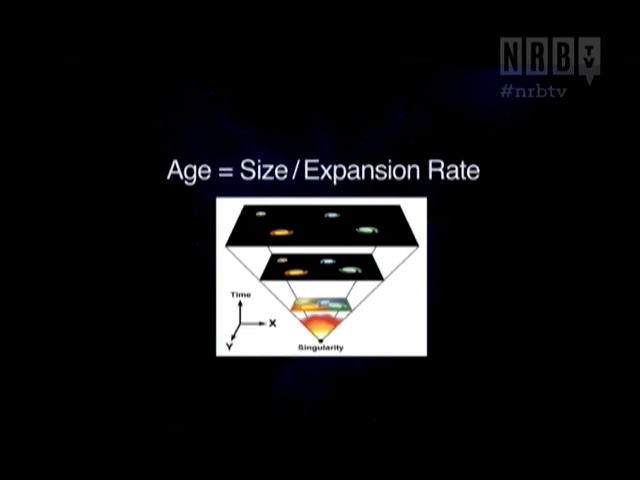 NRB TV
#nrbtv
Age = Size / Expansion Rate
Time
X
Y
Singularity